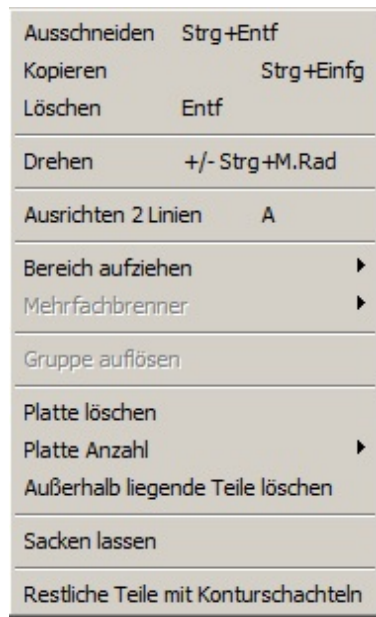 Ausschneiden Strg+Entf
Kopieren Strg+Einfg
Löschen Entf
Drehen +/- Strg+M.Rad
Ausrichten 2 Linien A
Bereich aufziehen
Mehrfachbrenner
Gruppe auflösen
Platte löschen
Platte Anzahl
Außerhalb liegende Teile löschen
Sacken lassen
Restliche Teile mit Konturschachteln